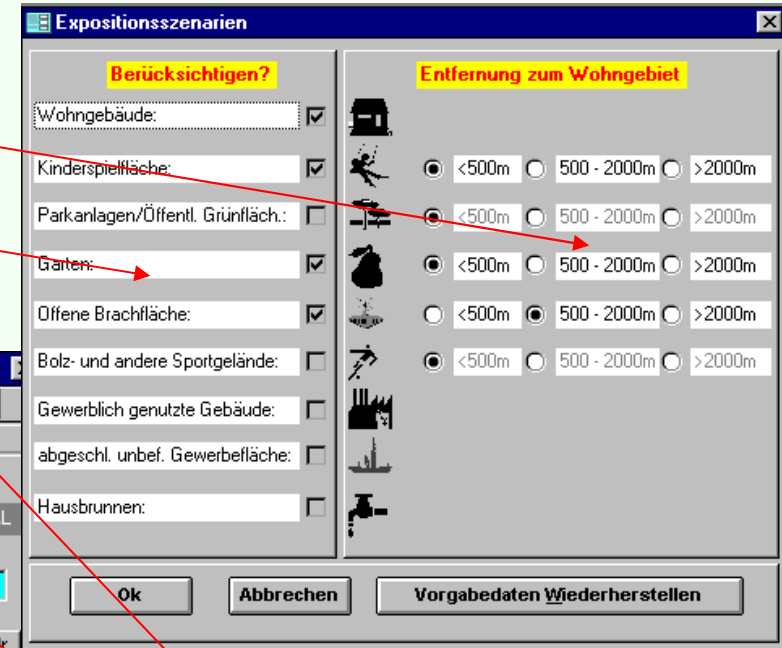 Expositionsszenarien
Berücksichtigen?
Entfernung zum Wohngebiet
Wohngebäude:
Kinderspielfläche: <500m 500 - 2000m >2000m
Parkanlagen/Öffentl. Grünfläch.: <500m 500 - 2000m >2000m
Garten: <500m 500 - 2000m >2000m
Offene Brachfläche: <500m 500 - 2000m >2000m
Bolz- und andere Sportgelände: <500m 500 - 2000m >2000m
Gewerblich genutzte Gebäude:
abgeschl. unbef. Gewerbefläche:
Hausbrunnen:
Ok Abbrechen Vorgabedaten Wiederherstellen